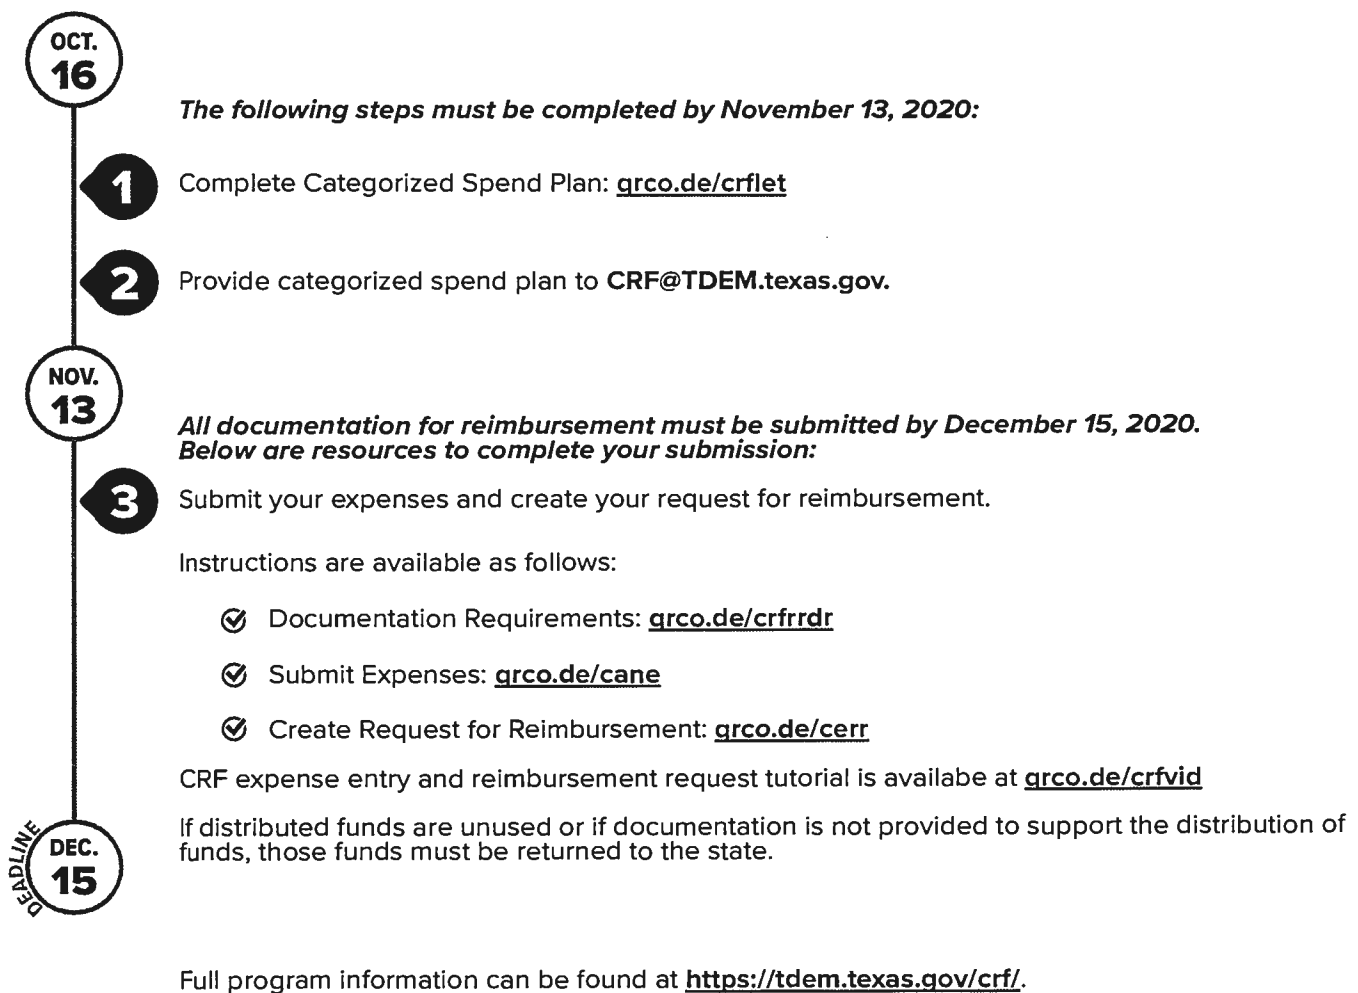 OCT.
16
The following steps must be completed by November 13, 2020:
1
Complete Categorized Spend Plan: qrco.de/crflet
2
Provide categorized spend plan to CRF@TDEM.texas.gov.
NOV.
13
All documentation for reimbursement must be submitted by December 15, 2020.
Below are resources to complete your submission:
3
Submit your expenses and create your request for reimbursement.
Instructions are available as follows:
Documentation Requirements: qrco.de/crfrrdr
Submit Expenses: qrco.de/cane
Create Request for Reimbursement: qrco.de/cerr
CRF expense entry and reimbursement request tutorial is availabe at qrco.de/crfvid
DEADLINE
DEC.
15
If distributed funds are unused or if documentation is not provided to support the distribution of
funds, those funds must be returned to the state.
Full program information can be found at https://tdem.texas.gov/crf/.